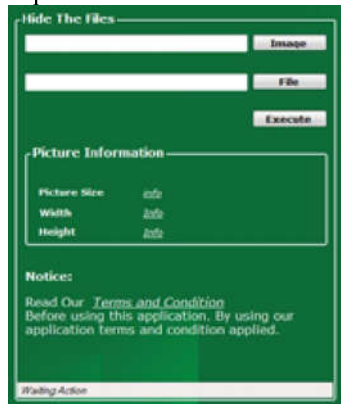 Hide The Files
Image
File
Execute
Picture Information
Picture Size info
Width Info
Height Info
Notice:
Read Our Terms and Condition
Before using this application. By using our
application terms and condition applied.
Waiting Action